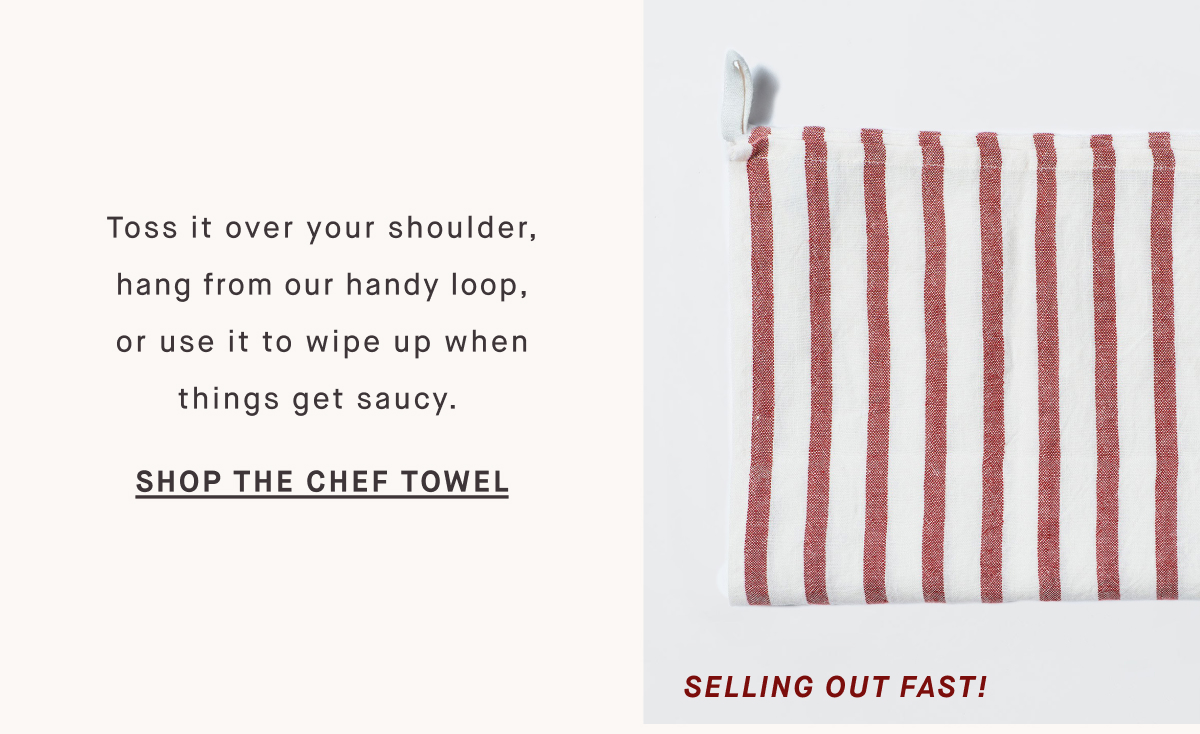 Toss it over your shoulder,
hang from our handy loop,
or use it to wipe up when
things get saucy.
SHOP THE CHEF TOWEL
SELLING OUT FAST!